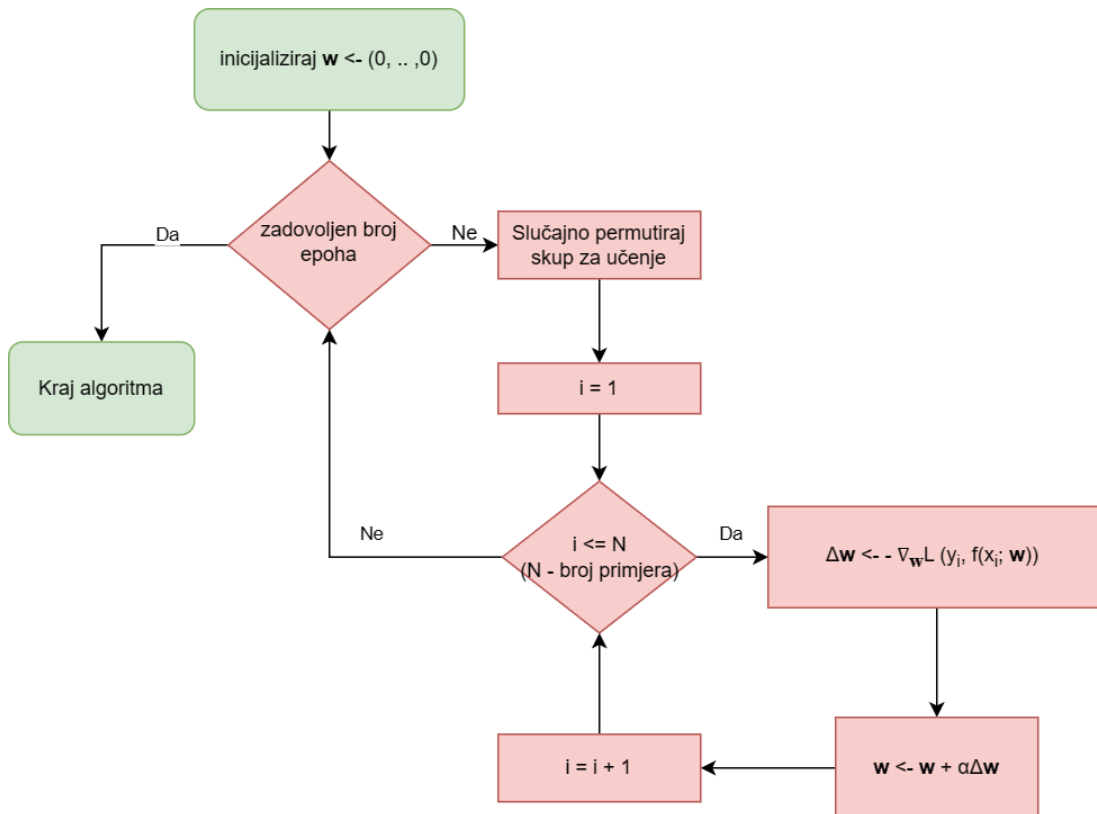 inicijaliziraj w <- (0, .. ,0)
zadovoljen broj
epoha
Da
Ne
Slučajno permutiraj
skup za učenje
Kraj algoritma
i = 1
i <= N
(N - broj primjera)
Ne
Da
Δw <- - ∇wL (yi, f(xi; w))
w <- w + αΔw
i = i + 1